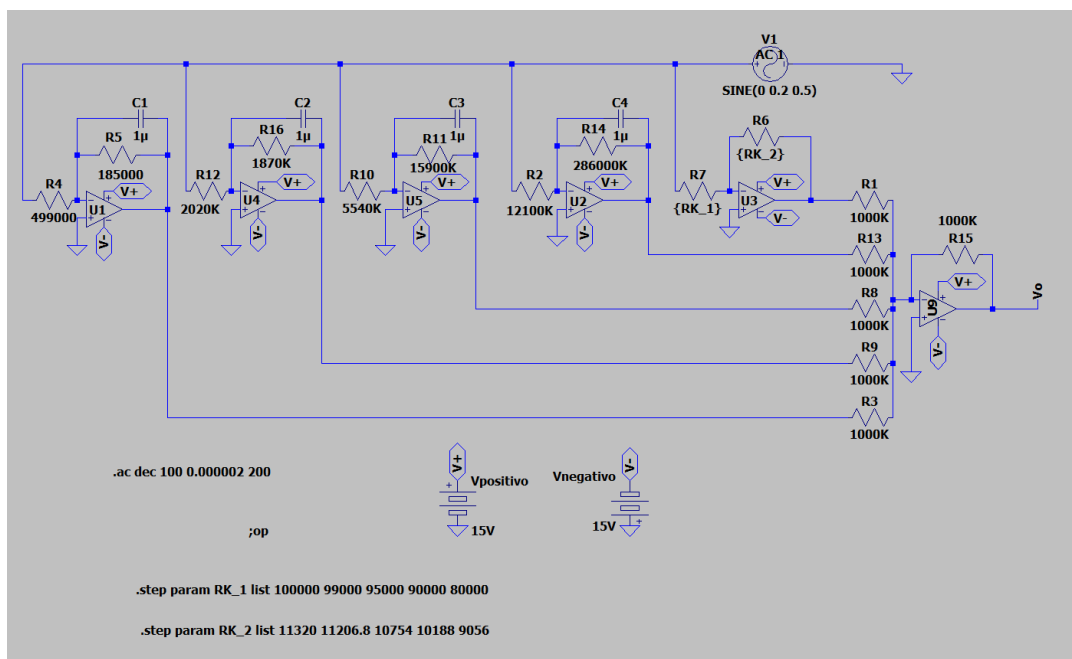 V1
AC 1
SINE(0 0.2 0.5)
C1
1µ
R5
185000
R4
499000
U1
V+
V-
C2
1µ
R16
1870K
R12
2020K
U4
V+
V-
C3
1µ
R11
15900K
R10
5540K
U5
V+
V-
C4
1µ
R14
286000K
R2
12100K
U2
V+
V-
R6
{RK_2}
R7
{RK_1}
U3
V+
V-
R1
1000K
R13
1000K
R8
1000K
R9
1000K
R3
1000K
1000K
R15
U9
V+
V-
Vo
.ac dec 100 0.000002 200
;op
V+
Vpositivo
15V
V-
Vnegativo
15V
.step param RK_1 list 100000 99000 95000 90000 80000
.step param RK_2 list 11320 11206.8 10754 10188 9056